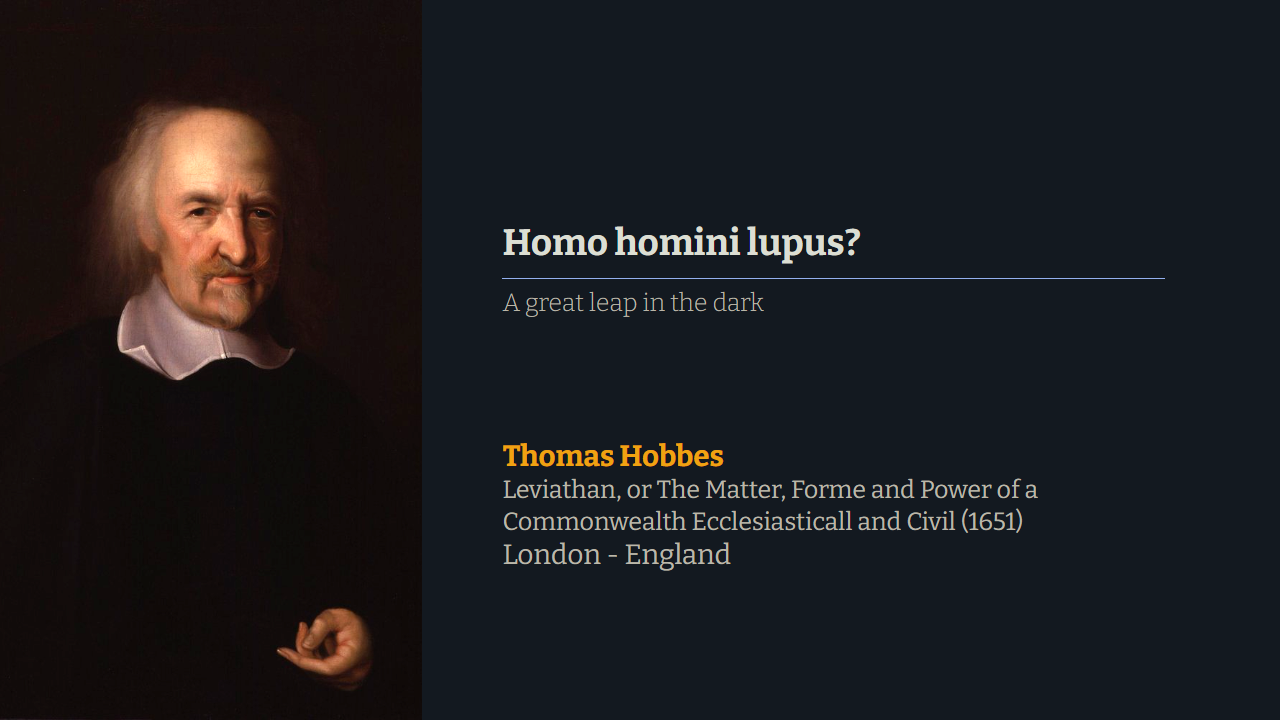 Homo homini lupus?
A great leap in the dark
Thomas Hobbes
Leviathan, or The Matter, Forme and Power of a
Commonwealth Ecclesiasticall and Civil (1651)
London - England